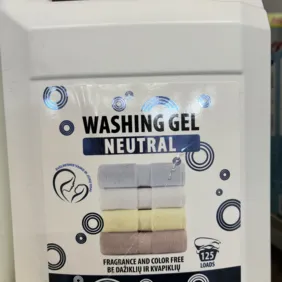 WASHING GEL
NEUTRAL
FRAGRANCE AND COLOR FREE
BE DAŽIKLIŲ IR KVAPIKLIŲ
125
LOADS